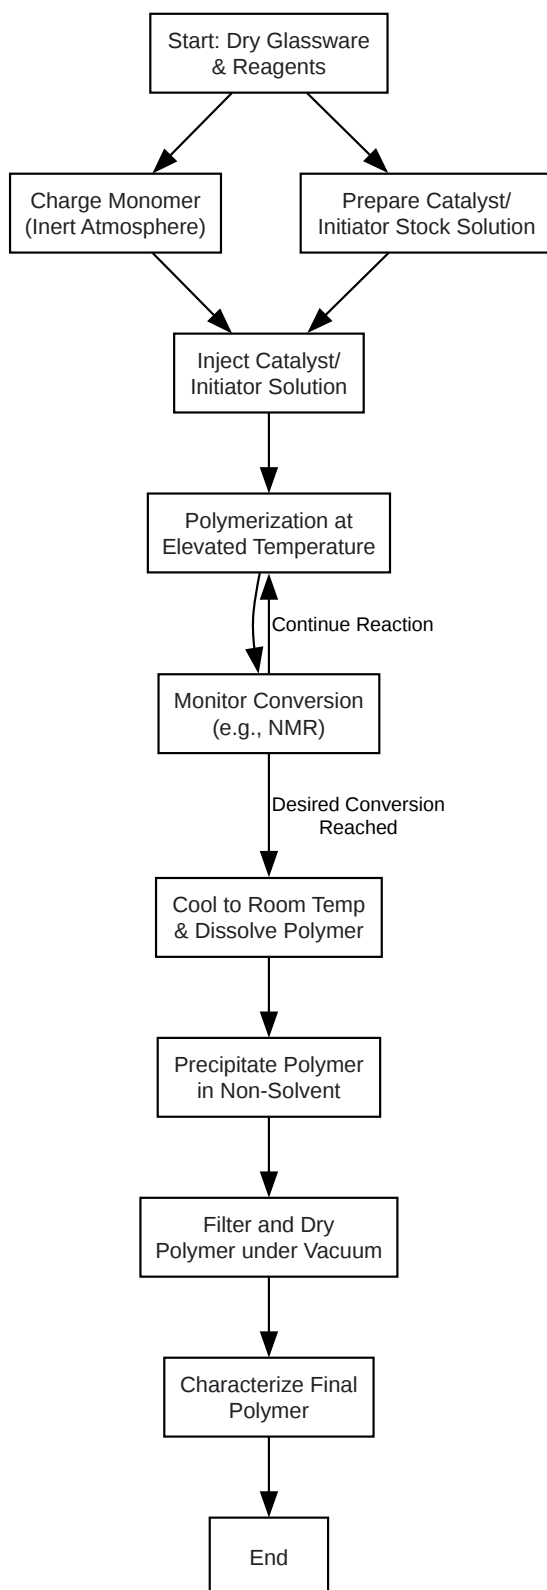 Start: Dry Glassware
& Reagents
Charge Monomer
(Inert Atmosphere)
Prepare Catalyst/
Initiator Stock Solution
Inject Catalyst/
Initiator Solution
Polymerization at
Elevated Temperature
Continue Reaction
Monitor Conversion
(e.g., NMR)
Desired Conversion
Reached
Cool to Room Temp
& Dissolve Polymer
Precipitate Polymer
in Non-Solvent
Filter and Dry
Polymer under Vacuum
Characterize Final
Polymer
End